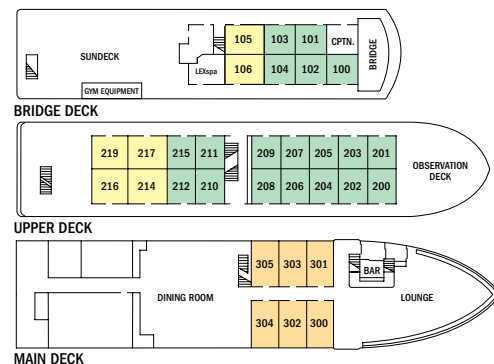 105 103 101 CPTN.
SUNDECK
LEXspa
106 104 102 100
BRIDGE
GYM EQUIPMENT
BRIDGE DECK
219 217 215 211 209 207 205 203 201
OBSERVATION
DECK
216 214 212 210 208 206 204 202 200
UPPER DECK
305 303 301
BAR
DINING ROOM
LOUNGE
304 302 300
MAIN DECK